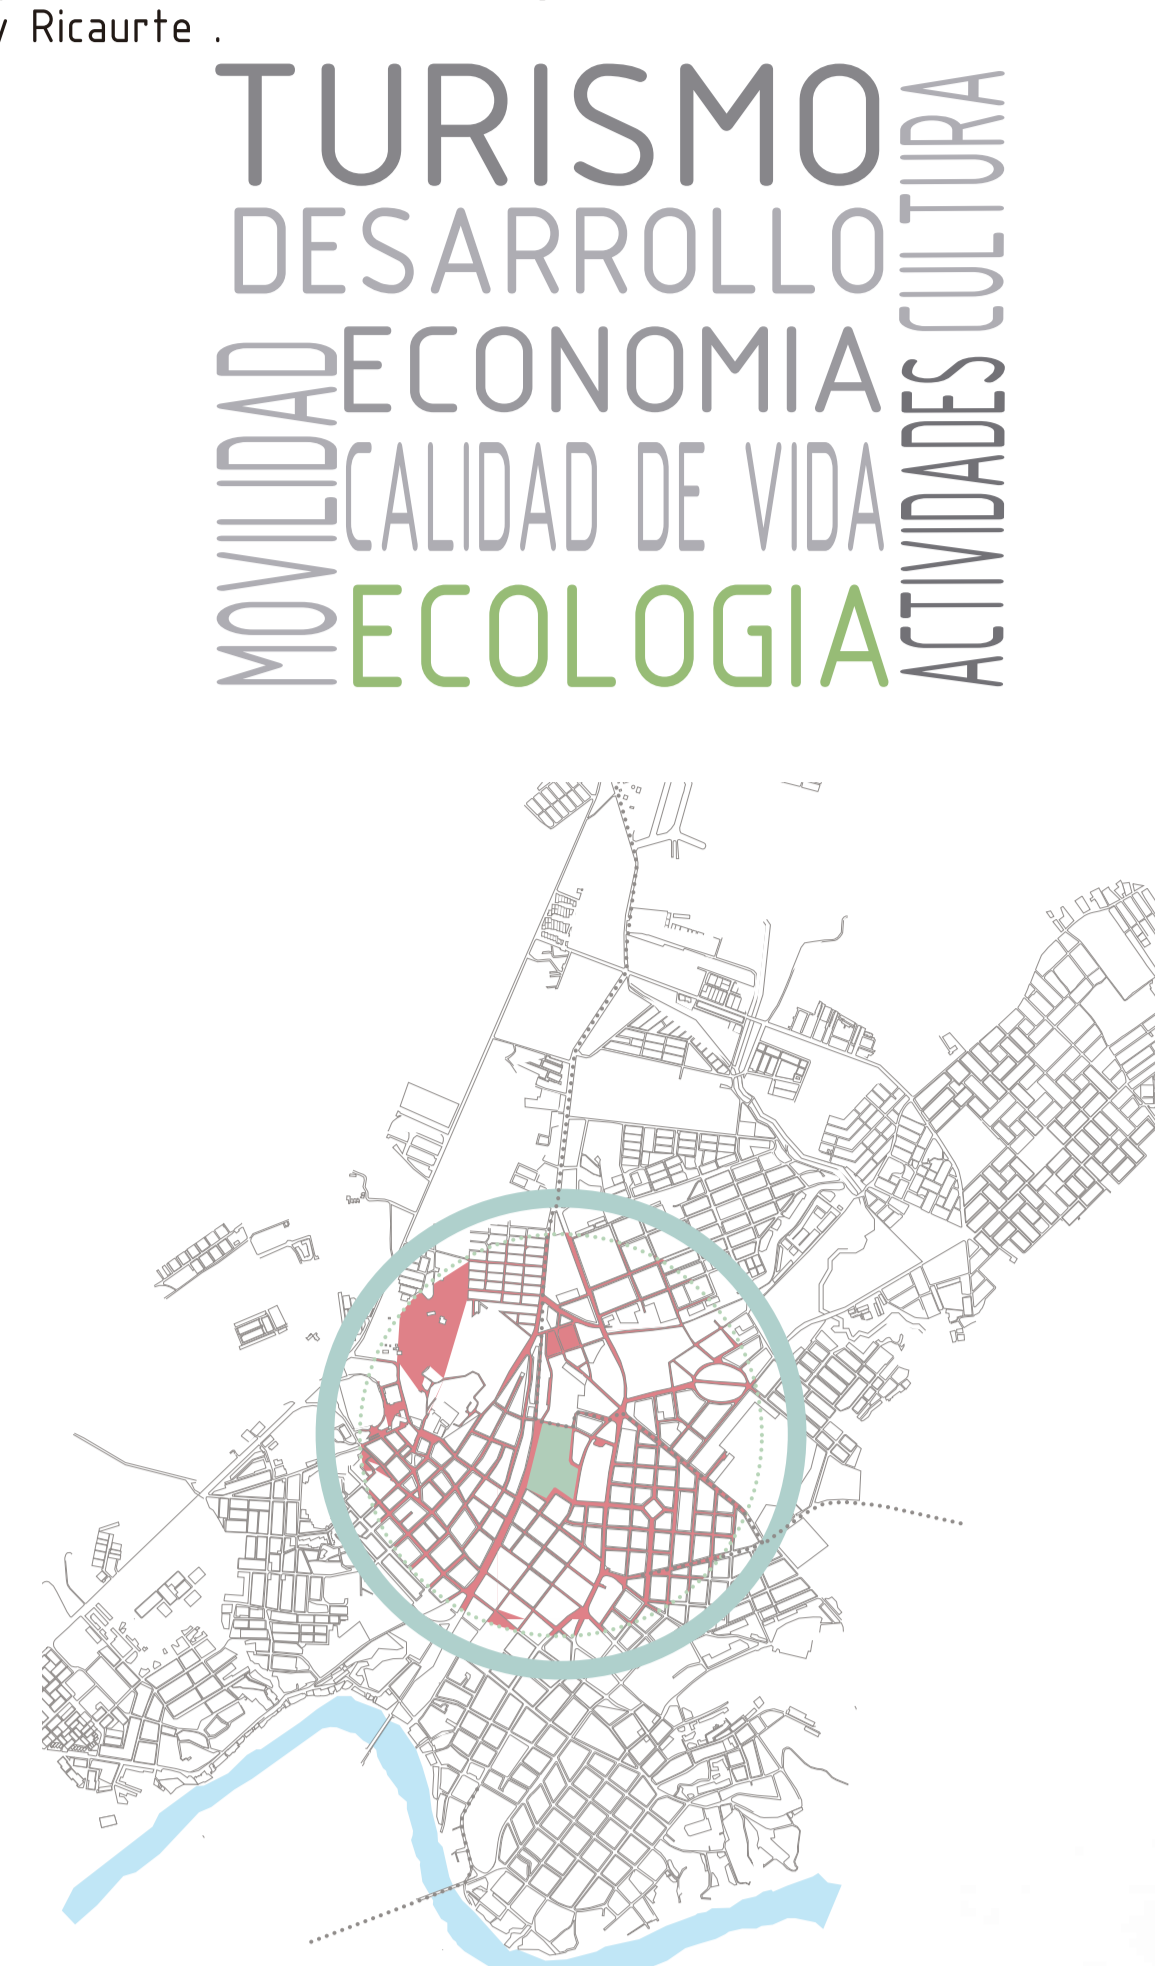 y Ricaurte .
TURISMO
DESARROLLO
CULTURA
ECONOMIA
MOVILIDAD
CALIDAD DE VIDA
ACTIVIDADES
ECOLOGIA